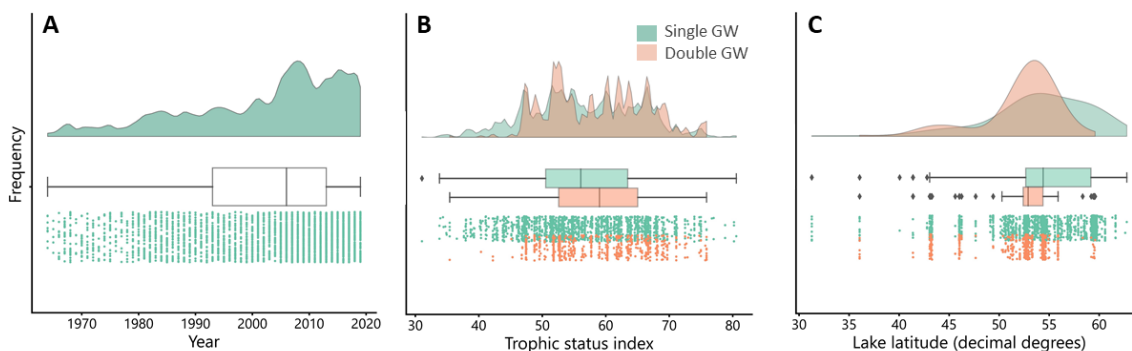 A
B
C
Single GW
Double GW
Frequency
1970 1980 1990 2000 2010 2020
Year
30 40 50 60 70 80
Trophic status index
30 35 40 45 50 55 60
Lake latitude (decimal degrees)